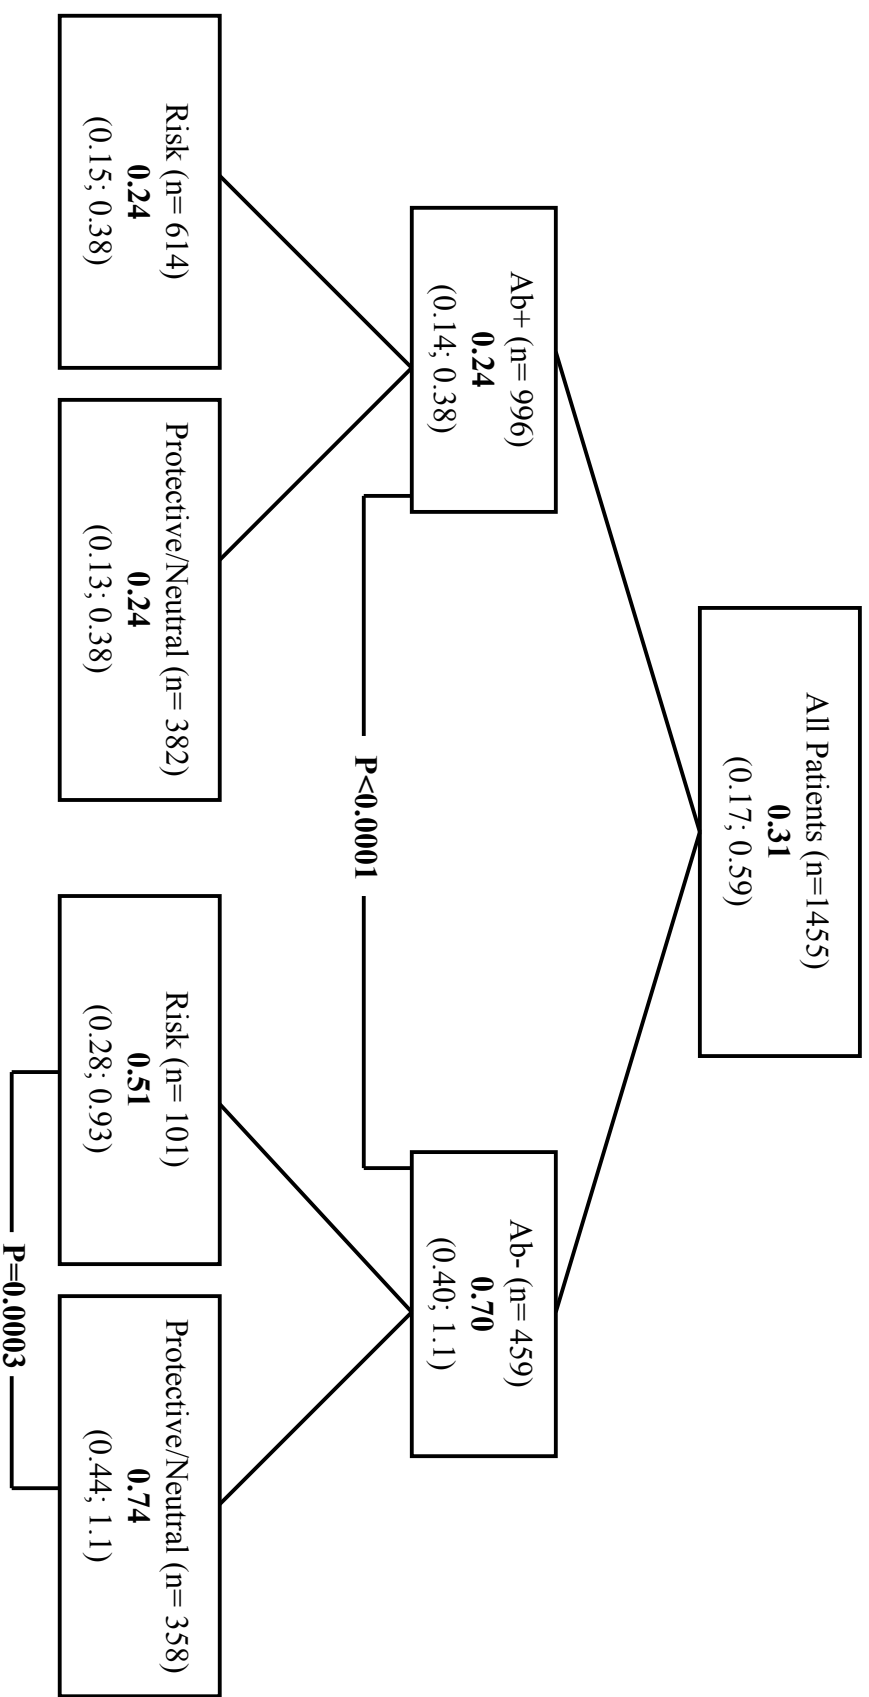 All Patients (n=1455)
0.31
(0.17; 0.59)
Ab+ (n= 996)
0.24
(0.14; 0.38)
Ab- (n= 459)
0.70
(0.40; 1.1)
P<0.0001
Risk (n= 614)
0.24
(0.15; 0.38)
Protective/Neutral (n= 382)
0.24
(0.13; 0.38)
Risk (n= 101)
0.51
(0.28; 0.93)
Protective/Neutral (n= 358)
0.74
(0.44; 1.1)
P=0.0003